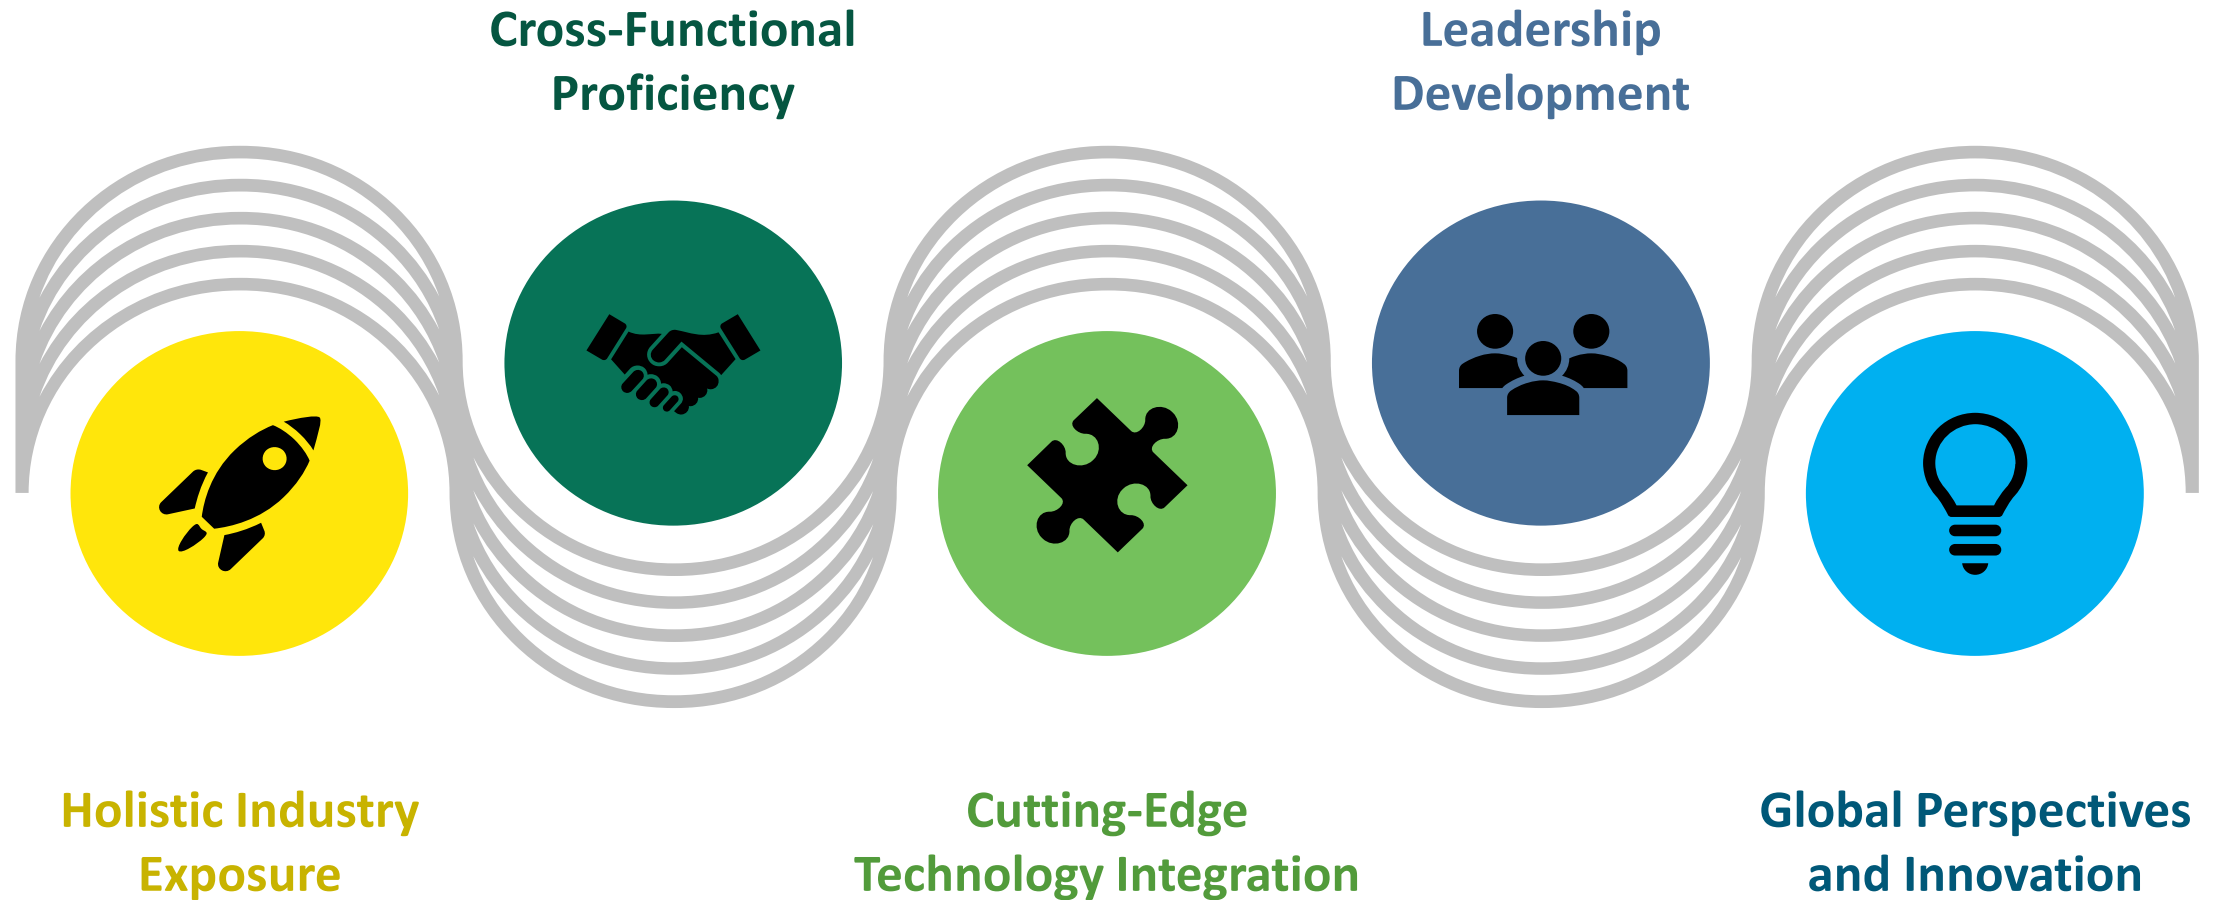 Cross-Functional
Proficiency
Leadership
Development
Holistic Industry
Exposure
Cutting-Edge
Technology Integration
Global Perspectives
and Innovation